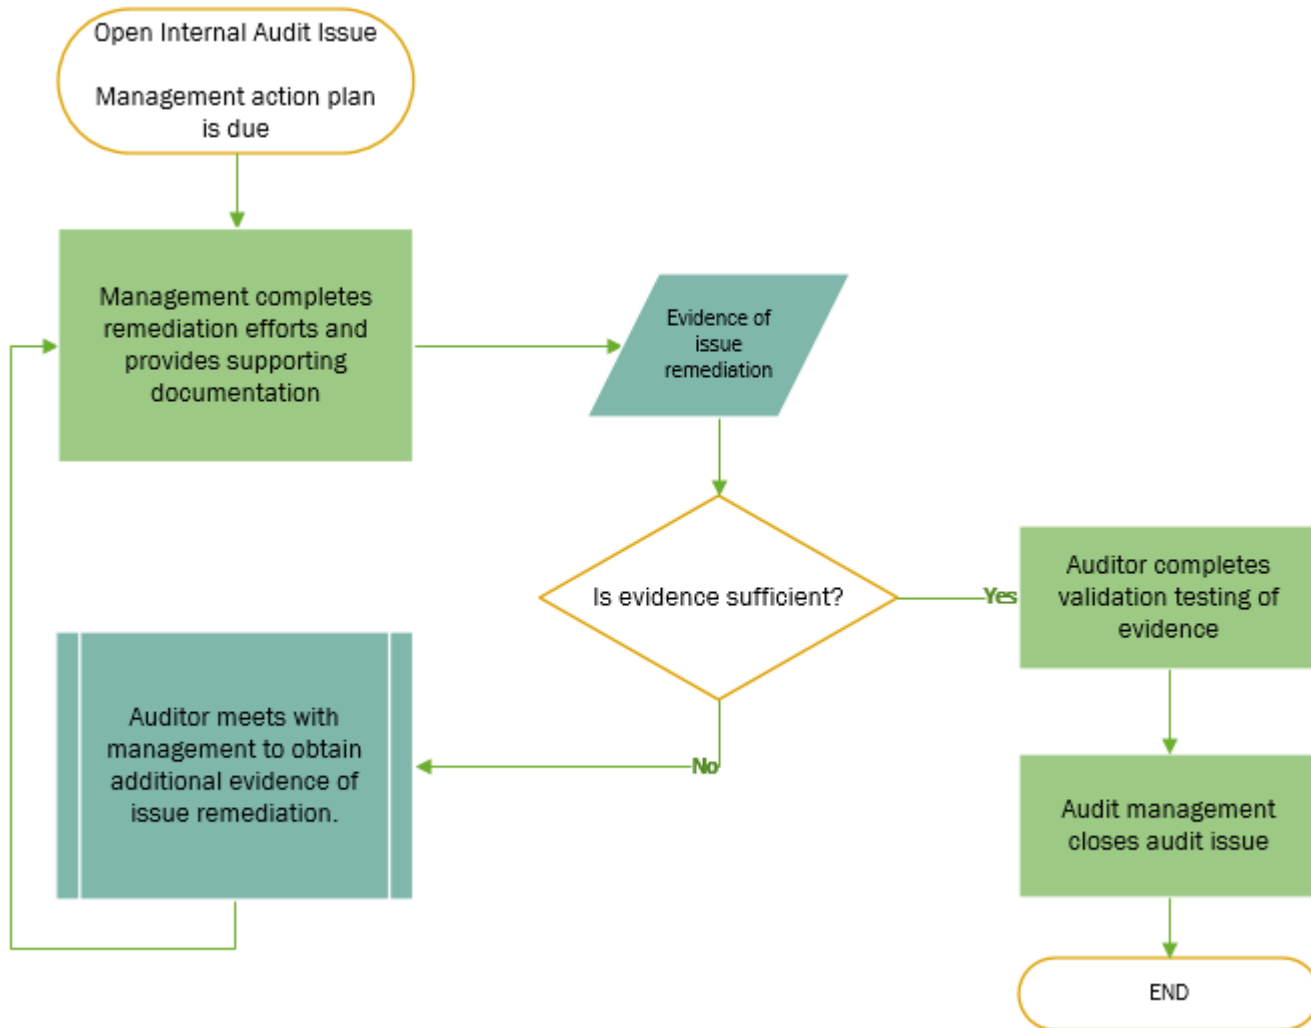 Open Internal Audit Issue
Management action plan
is due
Management completes
remediation efforts and
provides supporting
documentation
Evidence of
issue
remediation
Is evidence sufficient?
Yes
Auditor completes
validation testing of
evidence
No
Auditor meets with
management to obtain
additional evidence of
issue remediation.
Audit management
closes audit issue
END